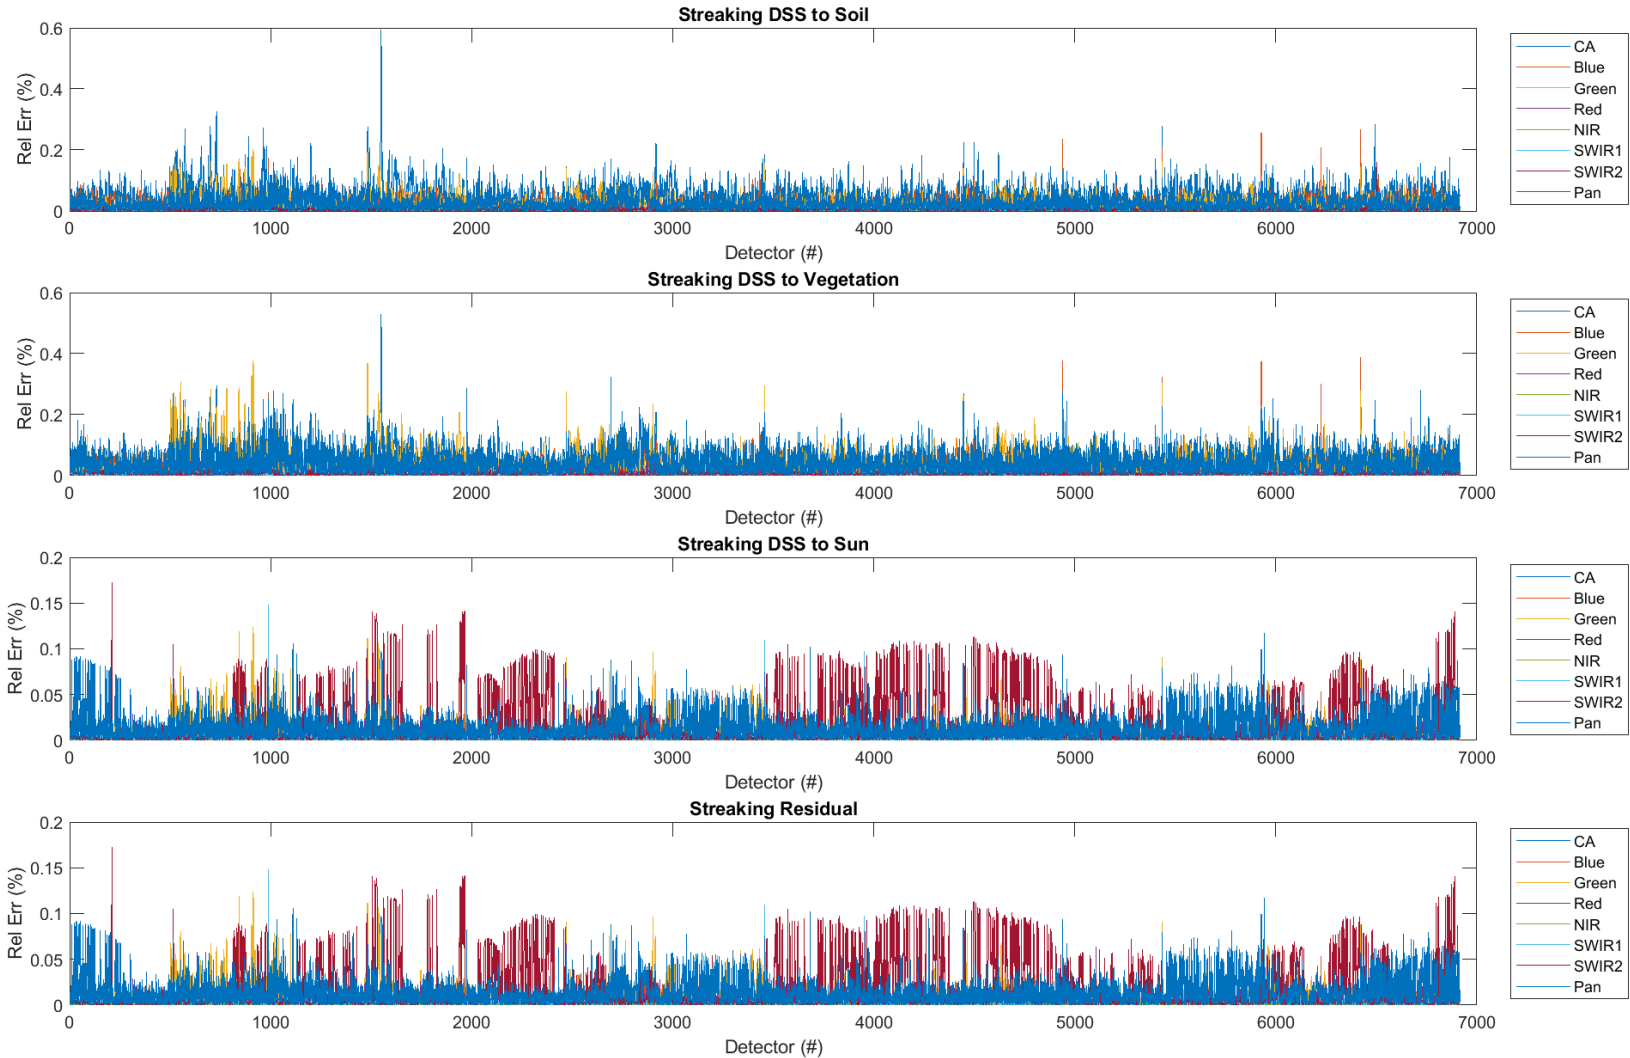 Streaking DSS to Soil
0.6
0.4
0.2
0
Rel Err (%)
0 1000 2000 3000 4000 5000 6000 7000
Detector (#)
CA
Blue
Green
Red
NIR
SWIR1
SWIR2
Pan
Streaking DSS to Vegetation
0.6
0.4
0.2
0
Rel Err (%)
0 1000 2000 3000 4000 5000 6000 7000
Detector (#)
CA
Blue
Green
Red
NIR
SWIR1
SWIR2
Pan
Streaking DSS to Sun
0.2
0.15
0.1
0.05
0
Rel Err (%)
0 1000 2000 3000 4000 5000 6000 7000
Detector (#)
CA
Blue
Green
Red
NIR
SWIR1
SWIR2
Pan
Streaking Residual
0.2
0.15
0.1
0.05
0
Rel Err (%)
0 1000 2000 3000 4000 5000 6000 7000
Detector (#)
CA
Blue
Green
Red
NIR
SWIR1
SWIR2
Pan